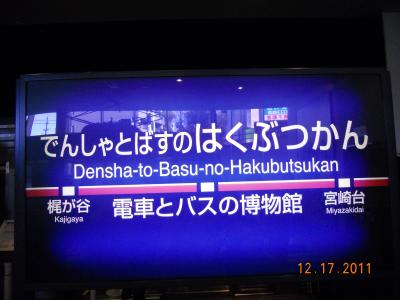 でんしゃとばすのはくぶつかん
Densha-to-Basu-no-Hakubutsukan
梶が谷
Kajigaya
電車とバスの博物館
宮崎台
Miyazakidai
12.17.2011